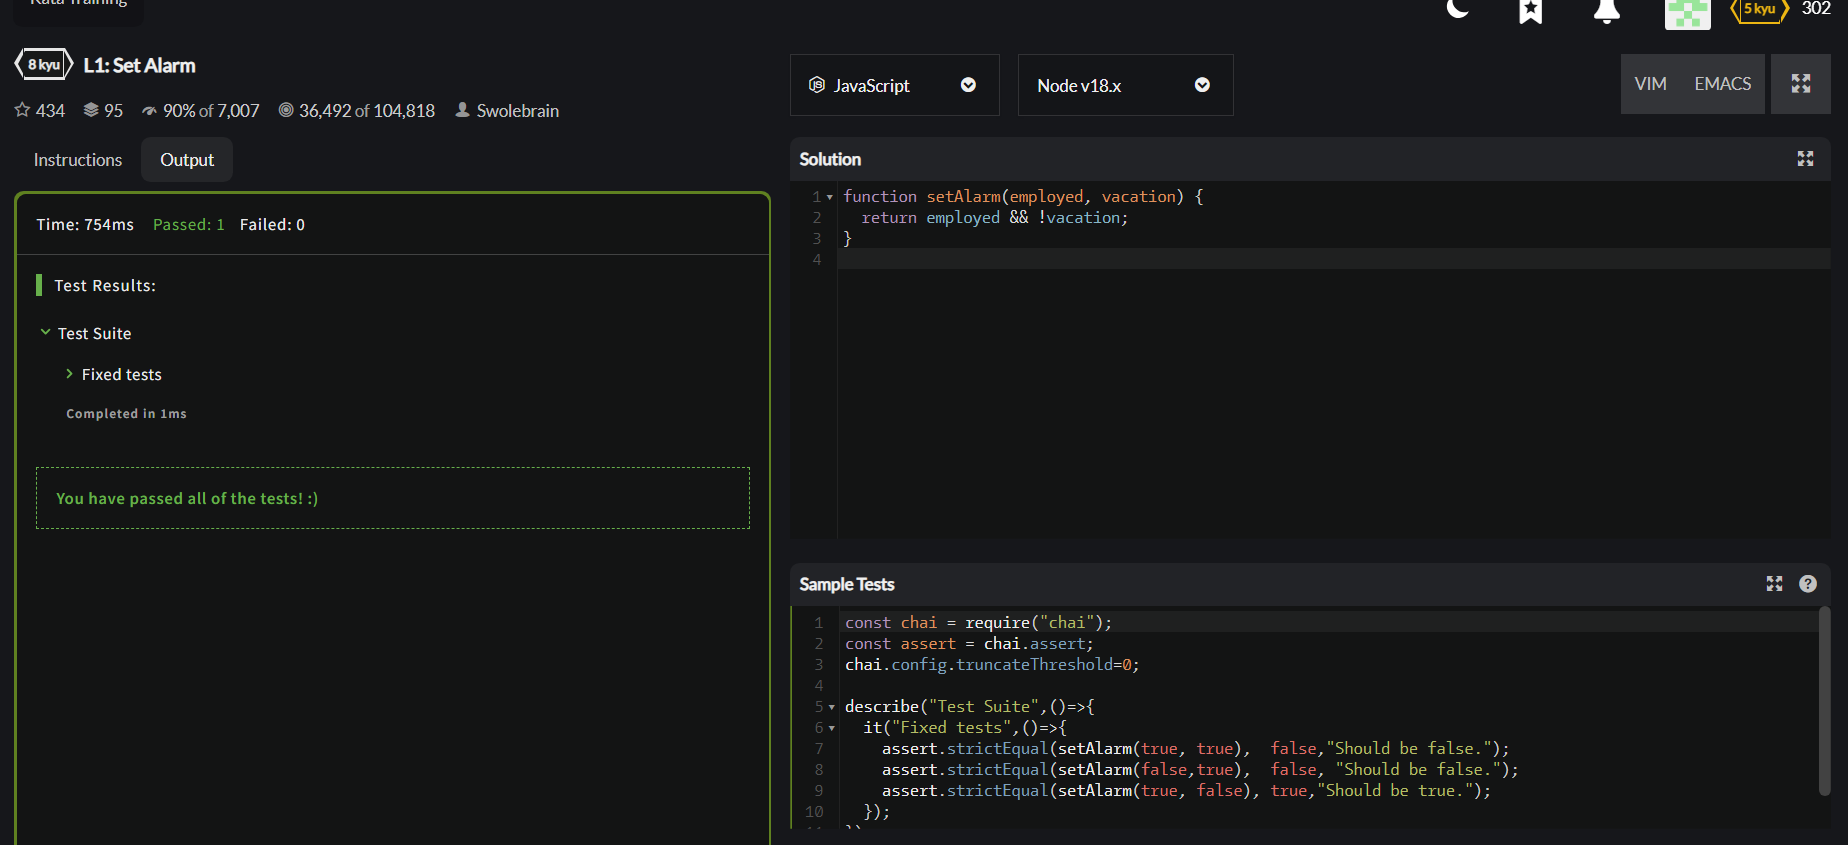 Kata Training
5 kyu 302
8 kyu L1: Set Alarm
434 95 90% of 7,007 36,492 of 104,818 Swolebrain
Instructions Output
Time: 754ms Passed: 1 Failed: 0
Test Results:
Test Suite
Fixed tests
Completed in 1ms
You have passed all of the tests! :)
JavaScript Node v18.x VIM EMACS
Solution
1 function setAlarm(employed, vacation) {
2   return employed && !vacation;
3 }
4
Sample Tests
1 const chai = require("chai");
2 const assert = chai.assert;
3 chai.config.truncateThreshold=0;
4
5 describe("Test Suite",()=>{
6   it("Fixed tests",()=>{
7     assert.strictEqual(setAlarm(true, true),  false,"Should be false.");
8     assert.strictEqual(setAlarm(false,true),  false, "Should be false.");
9     assert.strictEqual(setAlarm(true, false), true,"Should be true.");
10   });